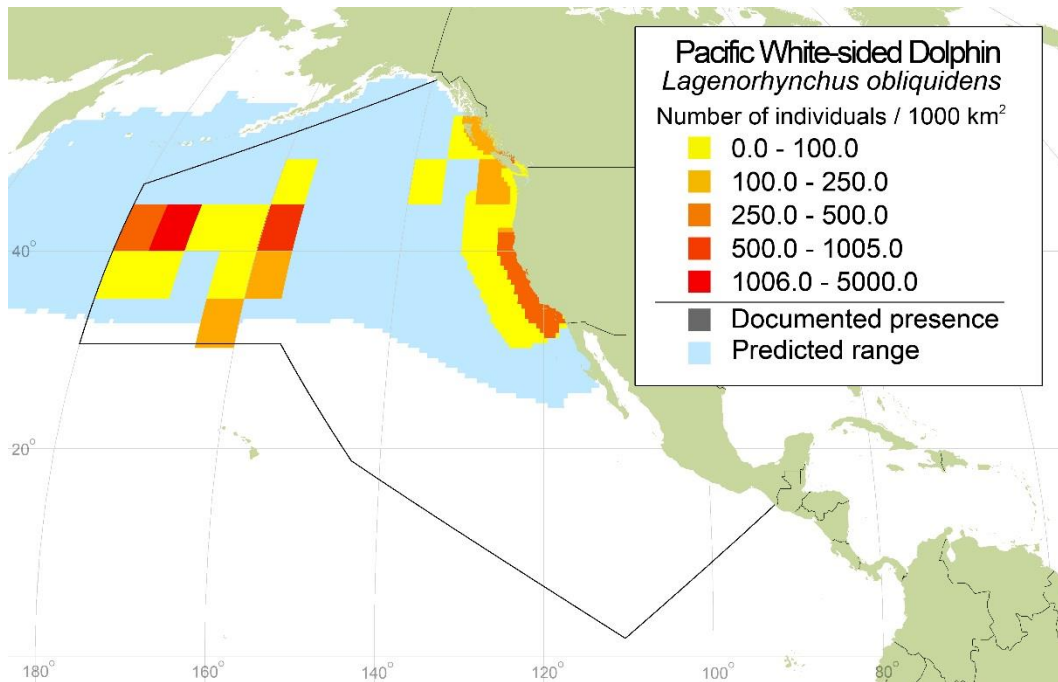 Pacific White-sided Dolphin
Lagenorhynchus obliquidens
Number of individuals / 1000 km²
0.0 - 100.0
100.0 - 250.0
250.0 - 500.0
500.0 - 1005.0
1006.0 - 5000.0
Documented presence
Predicted range
40°
20°
180°
160°
140°
120°
100°
80°
60